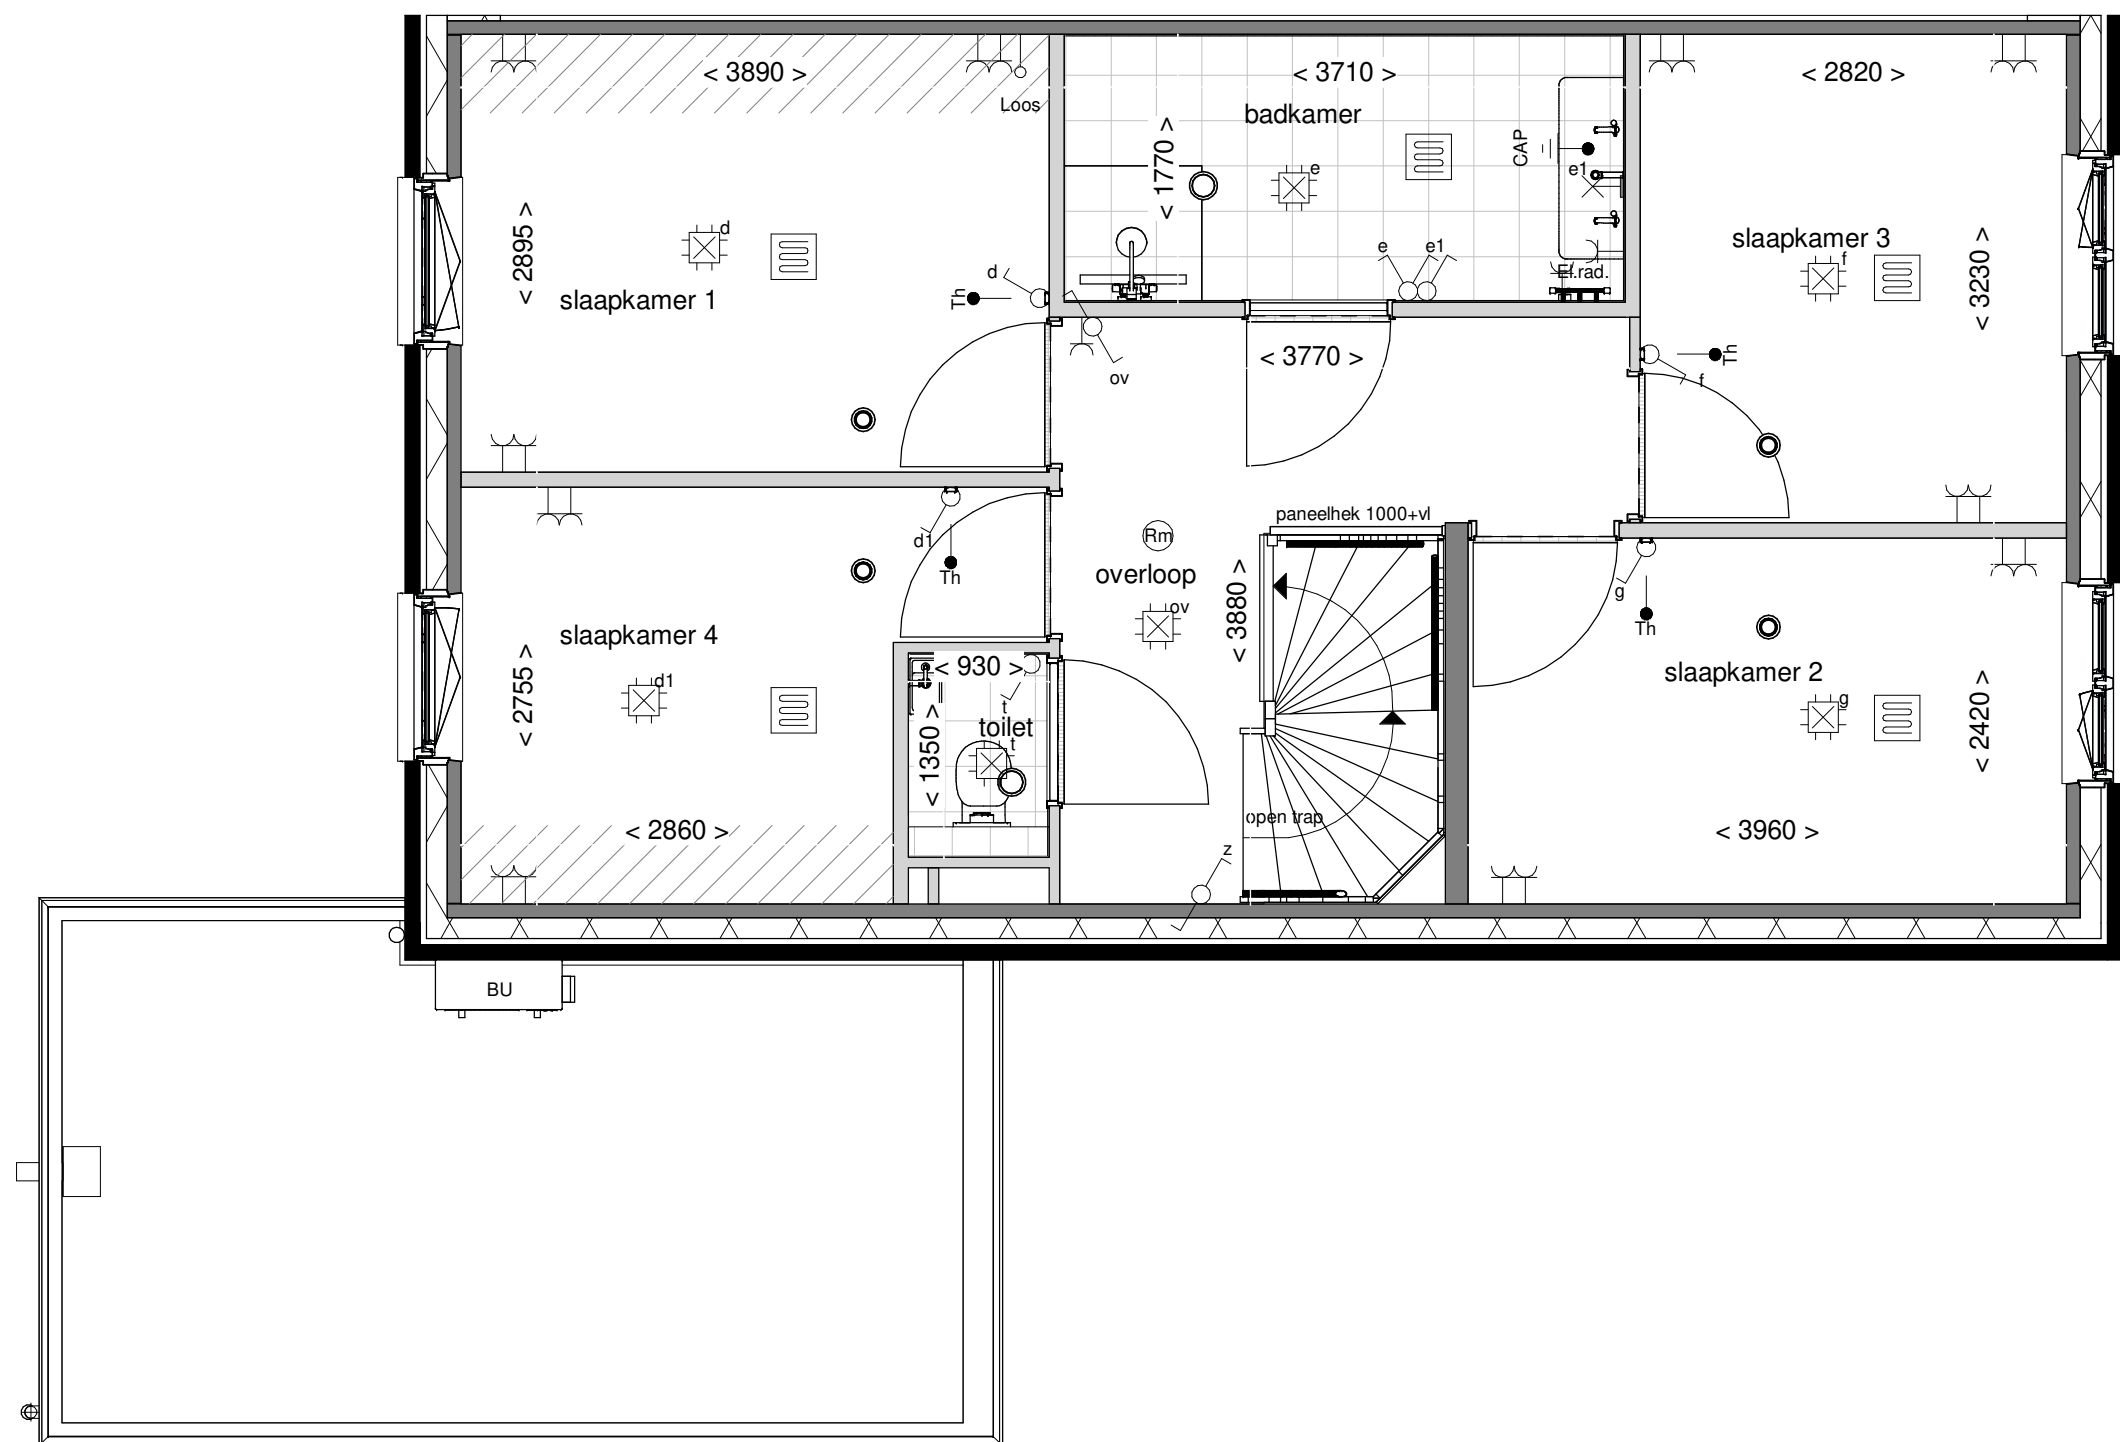 < 3890 >
< 3710 >
< 2820 >
Loos
badkamer
CAP
< 1770 >
e
e1
d
slaapkamer 3
< 2895 >
e
e1
f
slaapkamer 1
Th
d
El.rad.
< 3230 >
ov
< 3770 >
Th
f
paneelhek 1000+vl
d1
Rm
Th
overloop
ov
< 3880 >
g
Th
slaapkamer 4
< 930 >
slaapkamer 2
d1
< 2755 >
t
toilet
t
< 1350 >
g
< 2420 >
open trap
< 2860 >
< 3960 >
z
BU